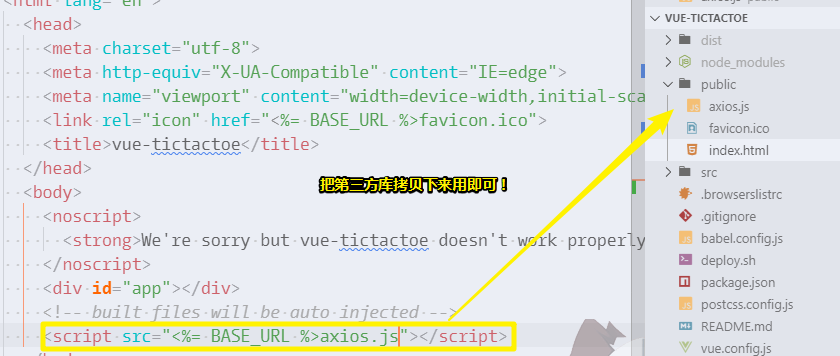 <html lang="en">
<head>
<meta charset="utf-8">
<meta http-equiv="X-UA-Compatible" content="IE=edge">
<meta name="viewport" content="width=device-width,initial-sca
<link rel="icon" href="<%= BASE_URL %>favicon.ico">
<title>vue-tictactoe</title>
</head>
<body>
<noscript>
<strong>We're sorry but vue-tictactoe doesn't work properly
</noscript>
<div id="app"></div>
<!-- built files will be auto injected -->
<script src="<%= BASE_URL %>axios.js"></script>
把第三方库拷贝下来用即可！
VUE-TICTACTOE
dist
node_modules
public
axios.js
favicon.ico
index.html
src
.browserslistrc
.gitignore
babel.config.js
deploy.sh
package.json
postcss.config.js
README.md
vue.config.js